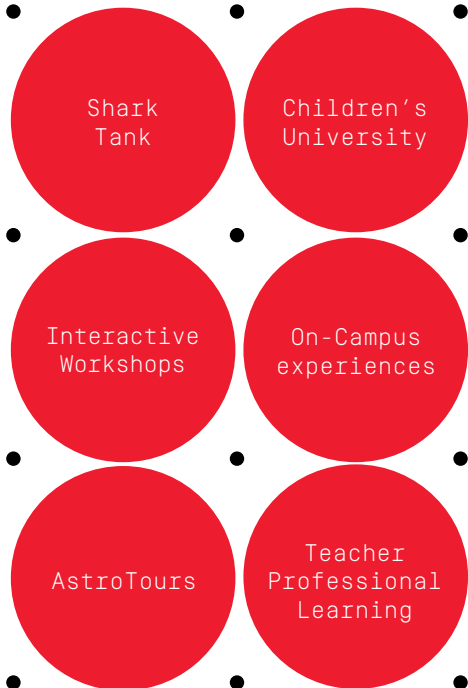 Shark
Tank
Children's
University
Interactive
Workshops
On-Campus
experiences
AstroTours
Teacher
Professional
Learning